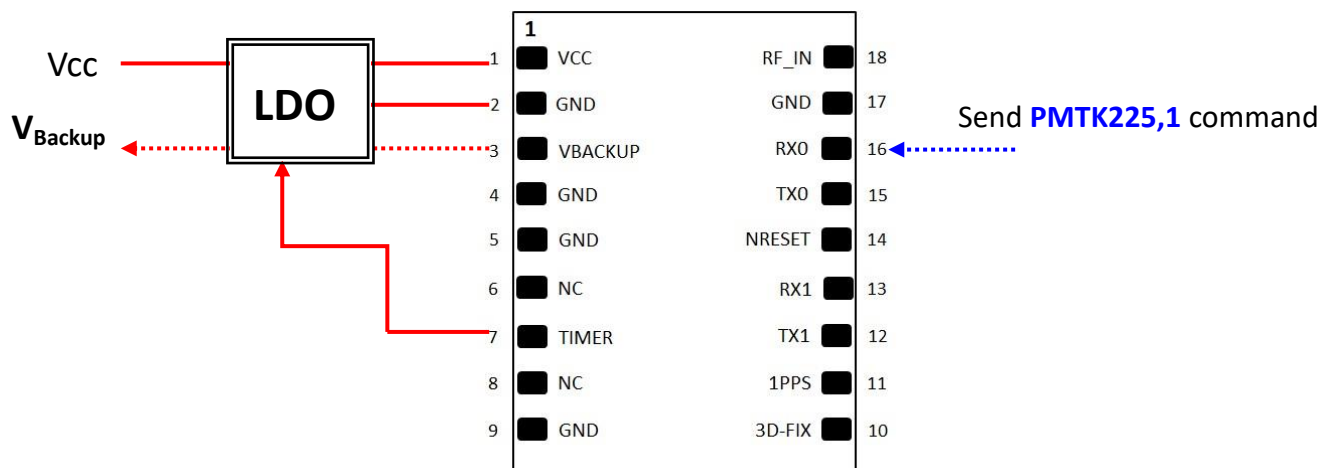 1
Vcc
LDO
1 VCC RF_IN 18
2 GND GND 17
Send PMTK225,1 command
VBackup
3 VBACKUP RX0 16
4 GND TX0 15
5 GND NRESET 14
6 NC RX1 13
7 TIMER TX1 12
8 NC 1PPS 11
9 GND 3D-FIX 10